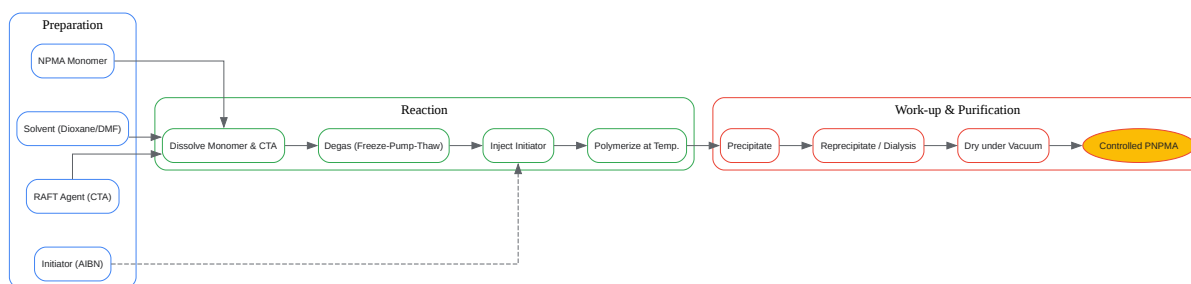 Preparation
NPMA Monomer
Solvent (Dioxane/DMF)
RAFT Agent (CTA)
Initiator (AIBN)
Reaction
Dissolve Monomer & CTA
Degas (Freeze-Pump-Thaw)
Inject Initiator
Polymerize at Temp.
Work-up & Purification
Precipitate
Reprecipitate / Dialysis
Dry under Vacuum
Controlled PNPMA